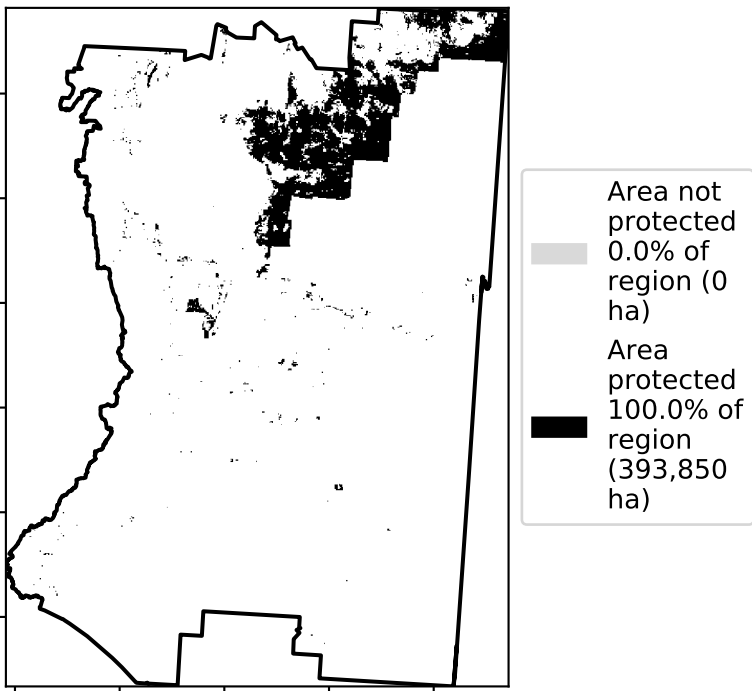 Area not
protected
0.0% of
region (0
ha)
Area
protected
100.0% of
region
(393,850
ha)